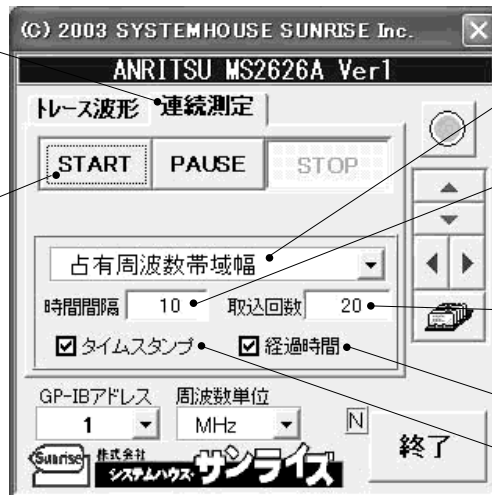 (C) 2003 SYSTEMHOUSE SUNRISE Inc.
ANRITSU MS2626A Ver1
トレース波形 連続測定
START PAUSE STOP
占有周波数帯域幅
時間間隔 10 取込回数 20
タイムスタンプ 経過時間
GP-IBアドレス 周波数単位
1 MHz N
終了
Sunrise 株式会社
システムハウス・サンライズ